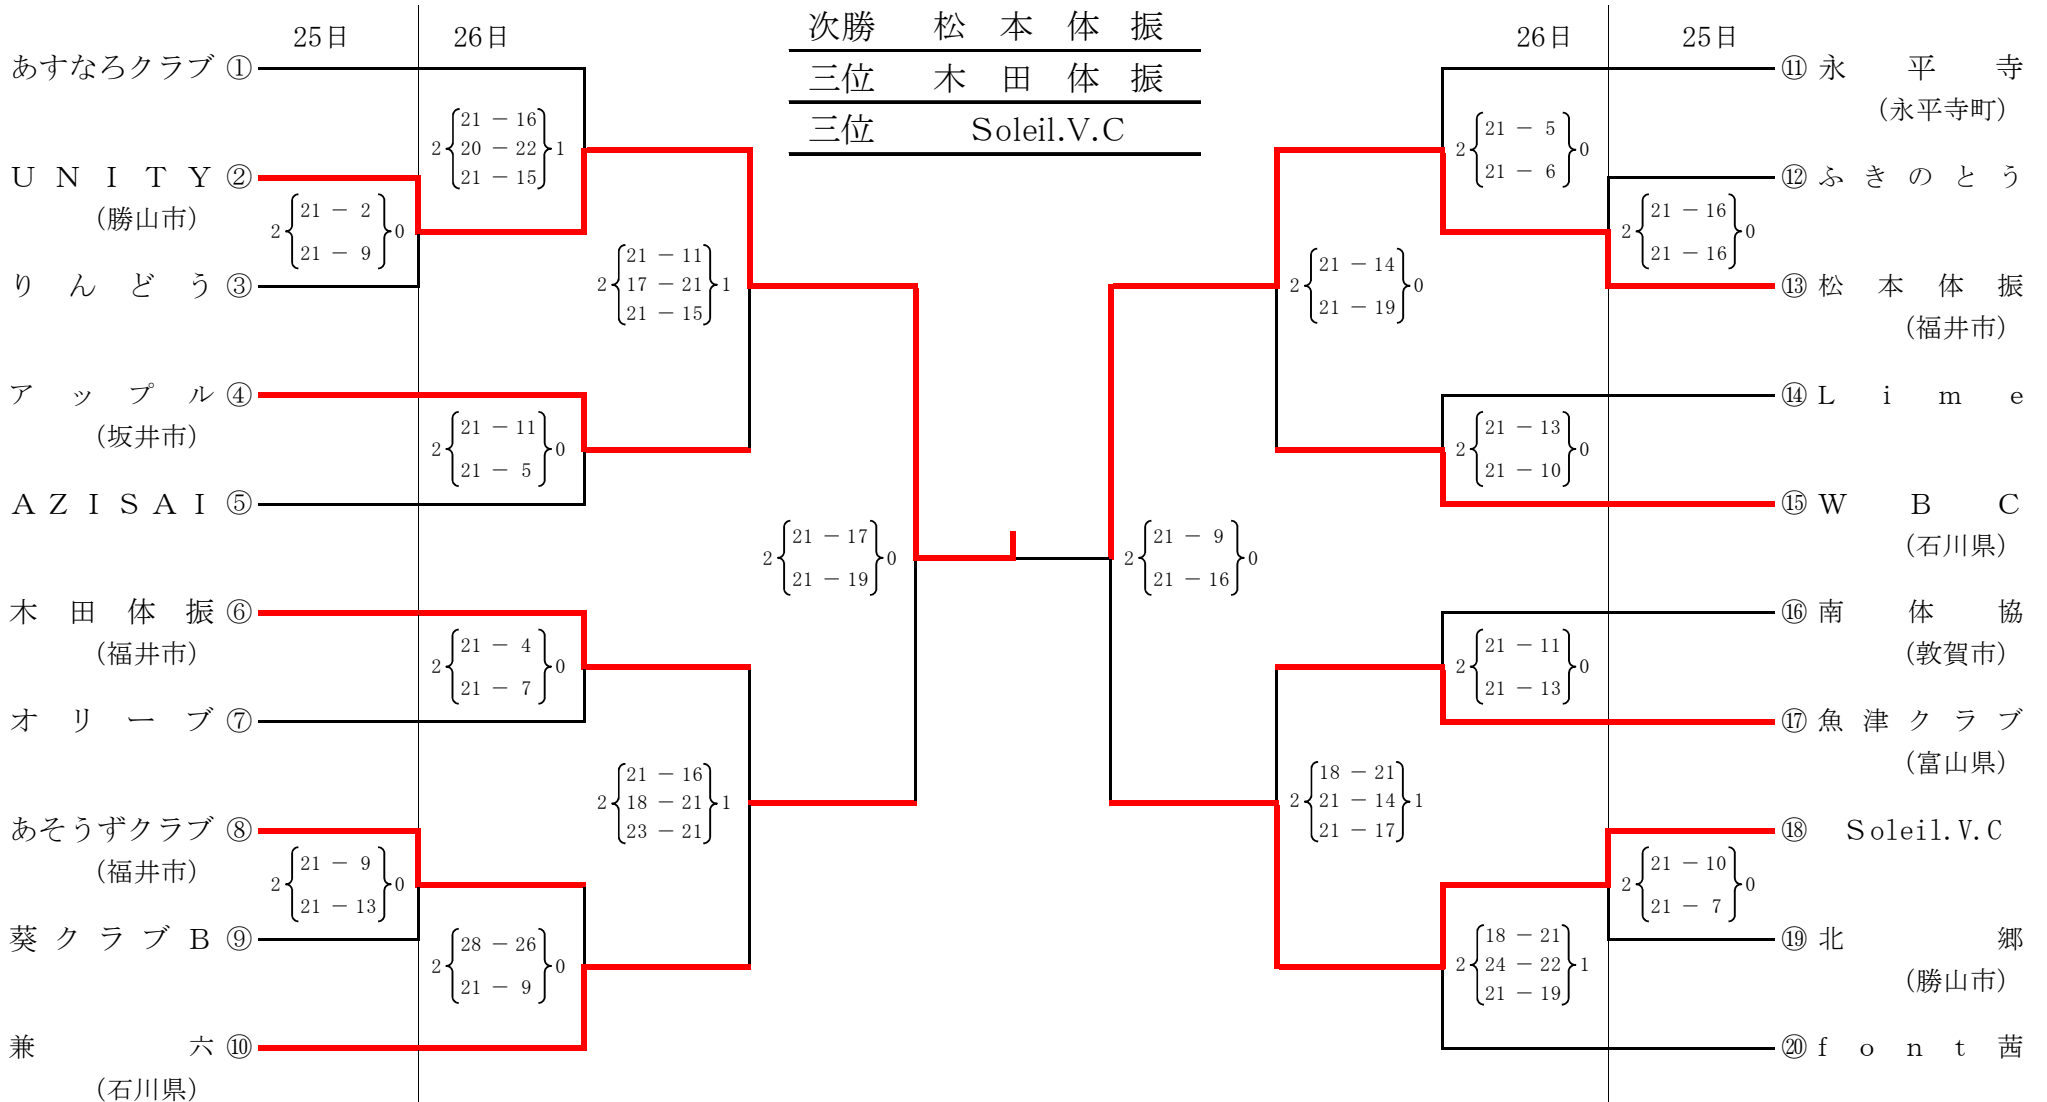 次勝 松本体振
三位 木田体振
三位 Soleil.V.C
25日 26日
あすなろクラブ ①
2 21 - 16 20 - 22 21 - 15 1
UNITY ②
(勝山市)
2 21 - 2 21 - 9 0
りんどう ③
2 21 - 11 17 - 21 21 - 15 1
アップル ④
(坂井市)
2 21 - 11 21 - 5 0
AZISAI ⑤
2 21 - 17 21 - 19 0
木田体振 ⑥
(福井市)
2 21 - 4 21 - 7 0
オリーブ ⑦
2 21 - 16 18 - 21 23 - 21 1
あそうずクラブ ⑧
(福井市)
2 21 - 9 21 - 13 0
葵クラブB ⑨
2 28 - 26 21 - 9 0
兼六 ⑩
(石川県)
26日 25日
⑪ 永平寺
(永平寺町)
2 21 - 5 21 - 6 0
⑫ ふきのとう
2 21 - 16 21 - 16 0
⑬ 松本体振
(福井市)
2 21 - 14 21 - 19 0
⑭ Lime
2 21 - 13 21 - 10 0
⑮ WBC
(石川県)
2 21 - 9 21 - 16 0
⑯ 南体協
(敦賀市)
2 21 - 11 21 - 13 0
⑰ 魚津クラブ
(富山県)
2 18 - 21 21 - 14 21 - 17 1
⑱ Soleil.V.C
2 21 - 10 21 - 7 0
⑲ 北郷
(勝山市)
2 18 - 21 24 - 22 21 - 19 1
⑳ font茜